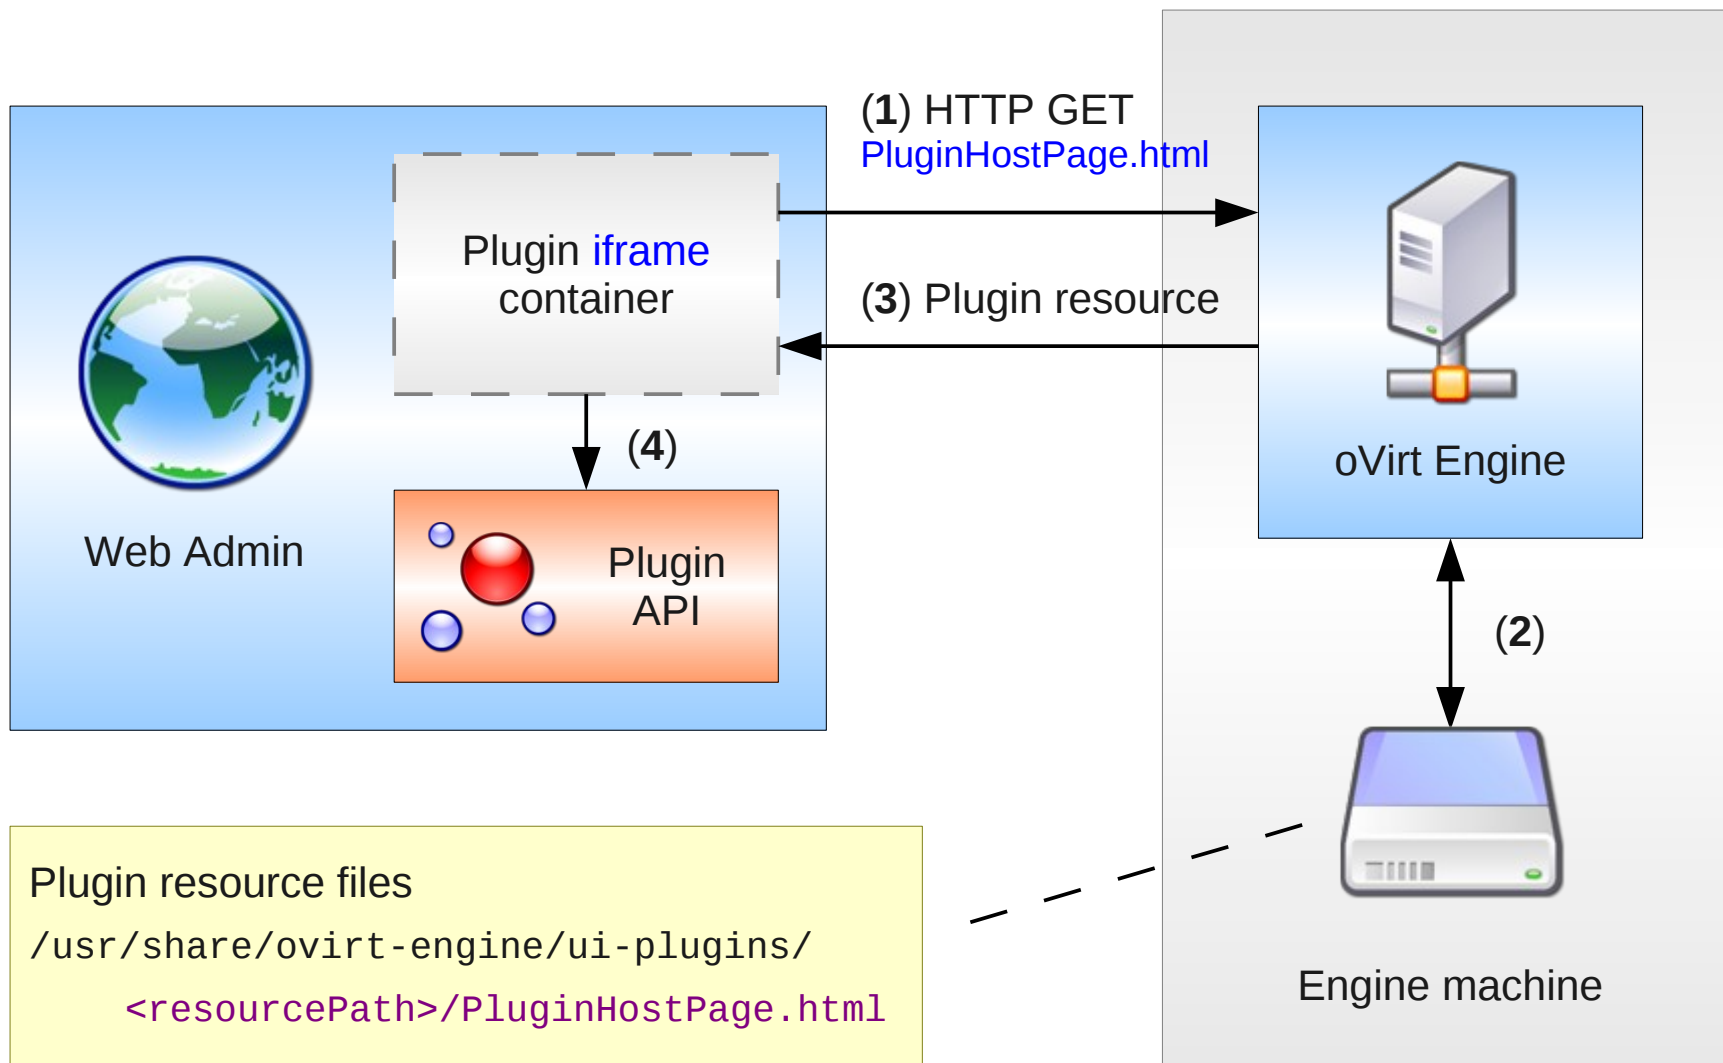 (1) HTTP GET
PluginHostPage.html
Plugin iframe
container
(3) Plugin resource
(4)
oVirt Engine
Web Admin
Plugin
API
(2)
Plugin resource files
/usr/share/ovirt-engine/ui-plugins/
<resourcePath>/PluginHostPage.html
Engine machine